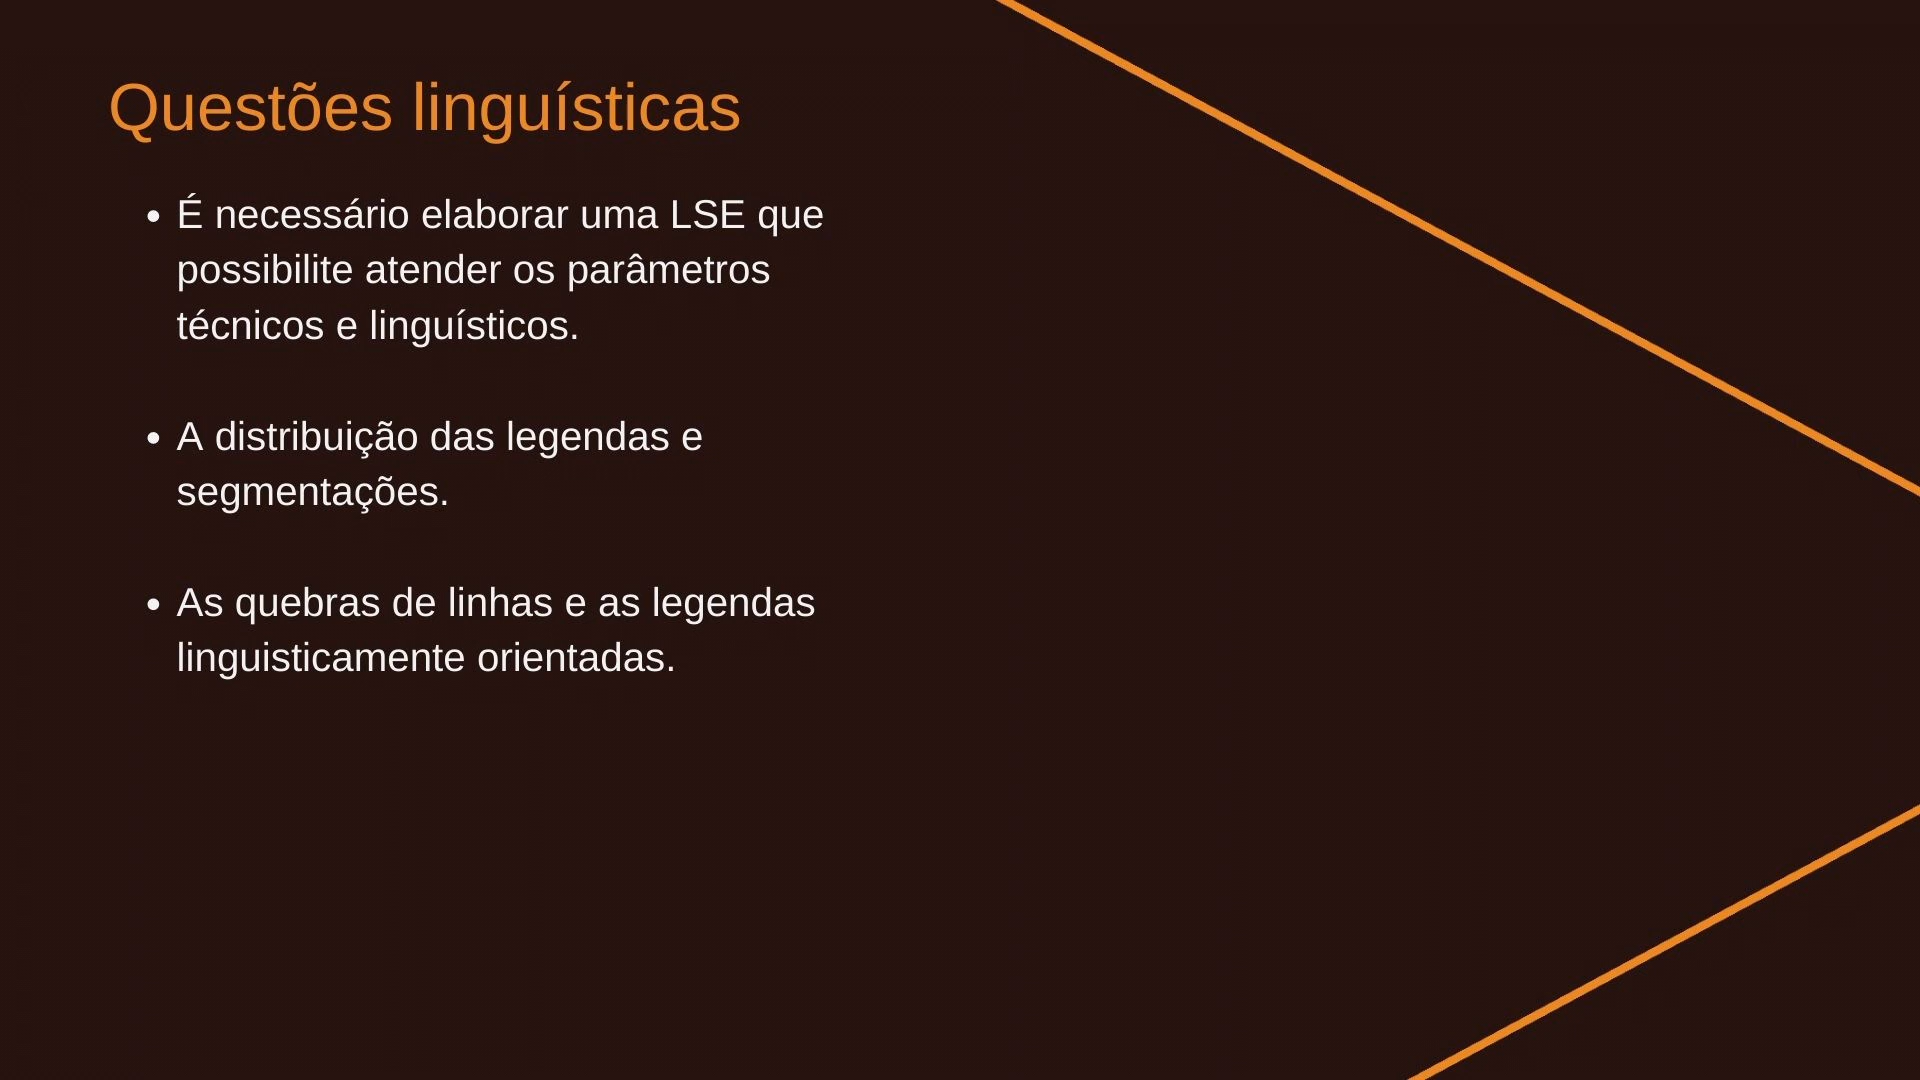 Questões linguísticas
• É necessário elaborar uma LSE que
possibilite atender os parâmetros
técnicos e linguísticos.
• A distribuição das legendas e
segmentações.
• As quebras de linhas e as legendas
linguisticamente orientadas.